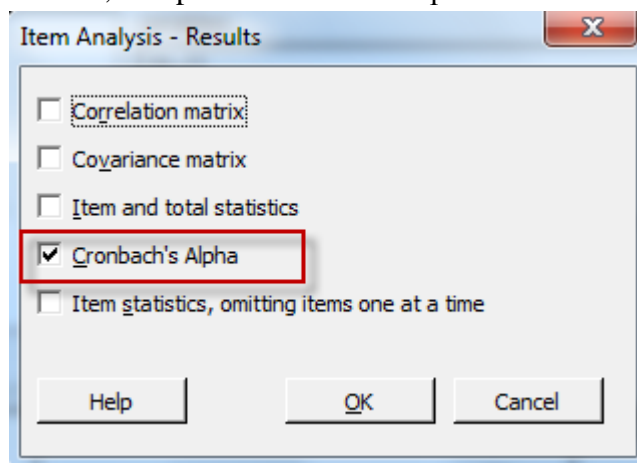 Item Analysis - Results
Correlation matrix
Covariance matrix
Item and total statistics
Cronbach's Alpha
Item statistics, omitting items one at a time
Help OK Cancel